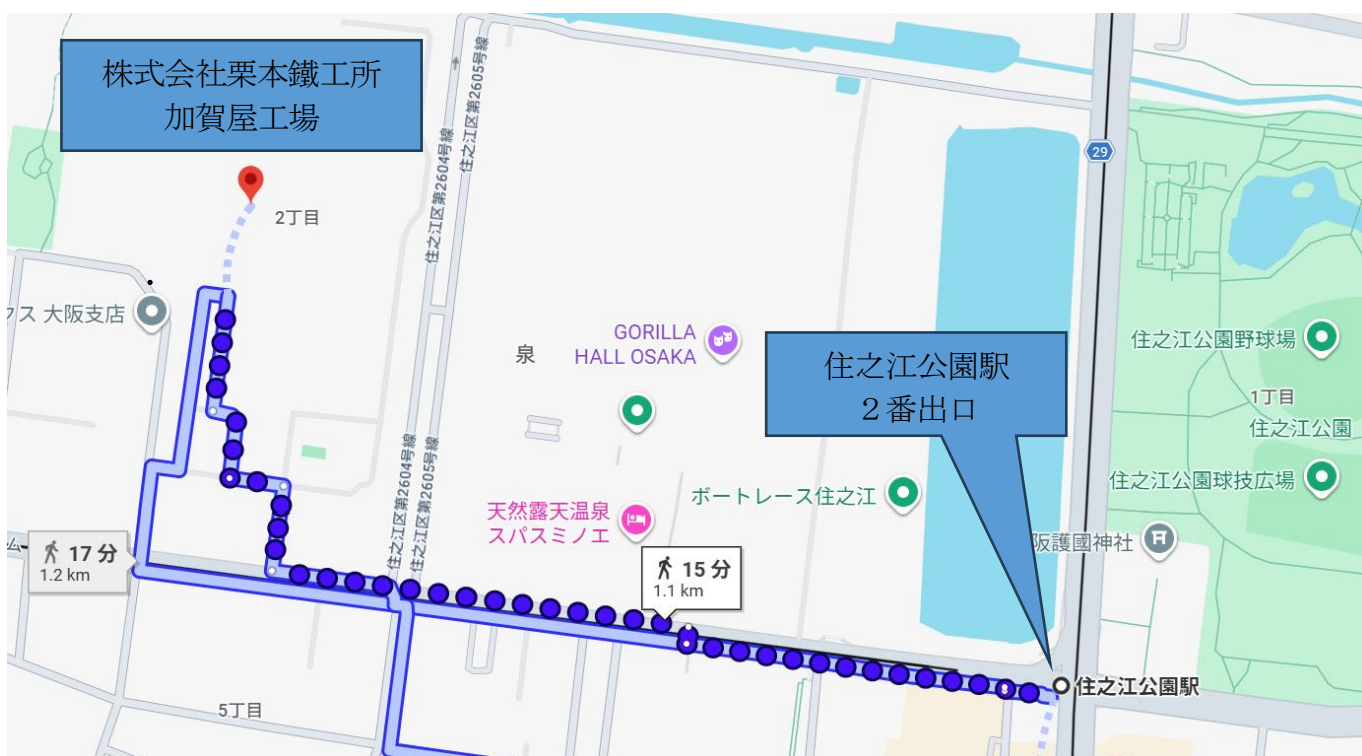 株式会社栗本鐵工所
加賀屋工場
2丁目
住之江区第2604号線
住之江区第2605号線
29
クス 大阪支店
泉
GORILLA
HALL OSAKA
住之江公園駅
２番出口
住之江公園野球場
1丁目
住之江公園
住之江公園球技広場
ボートレース住之江
天然露天温泉
スパスミノエ
阪護國神社
住之江区第2604号線
住之江区第2605号線
ム
17 分
1.2 km
15 分
1.1 km
住之江公園駅
5丁目